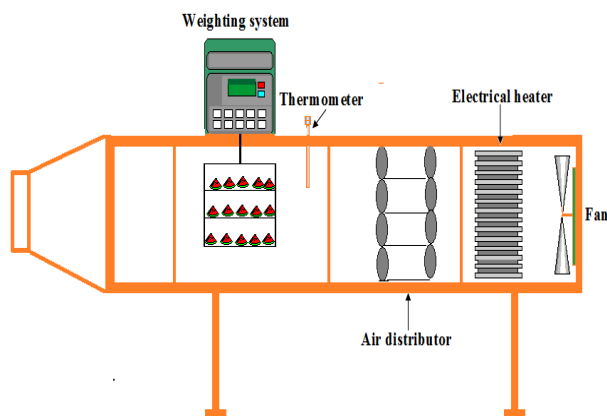 Weighting system
Thermometer
Electrical heater
Fan
Air distributor